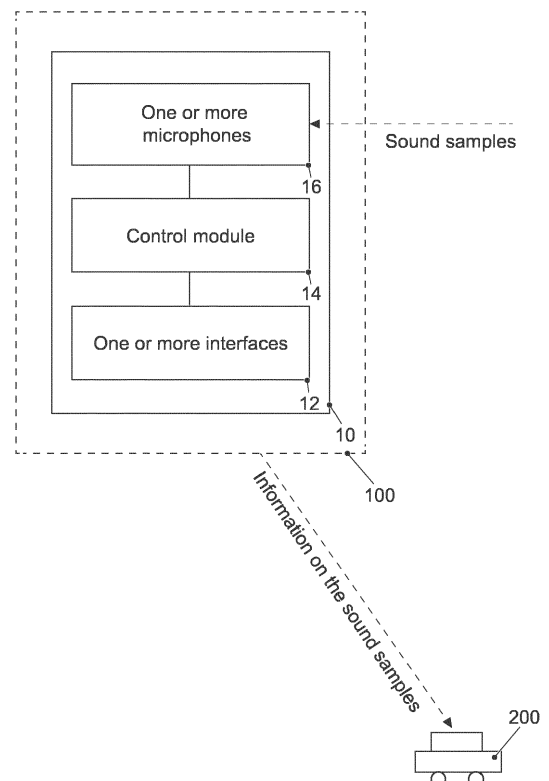 One or more
microphones
Sound samples
16
Control module
14
One or more interfaces
12
10
100
Information on the sound samples
200